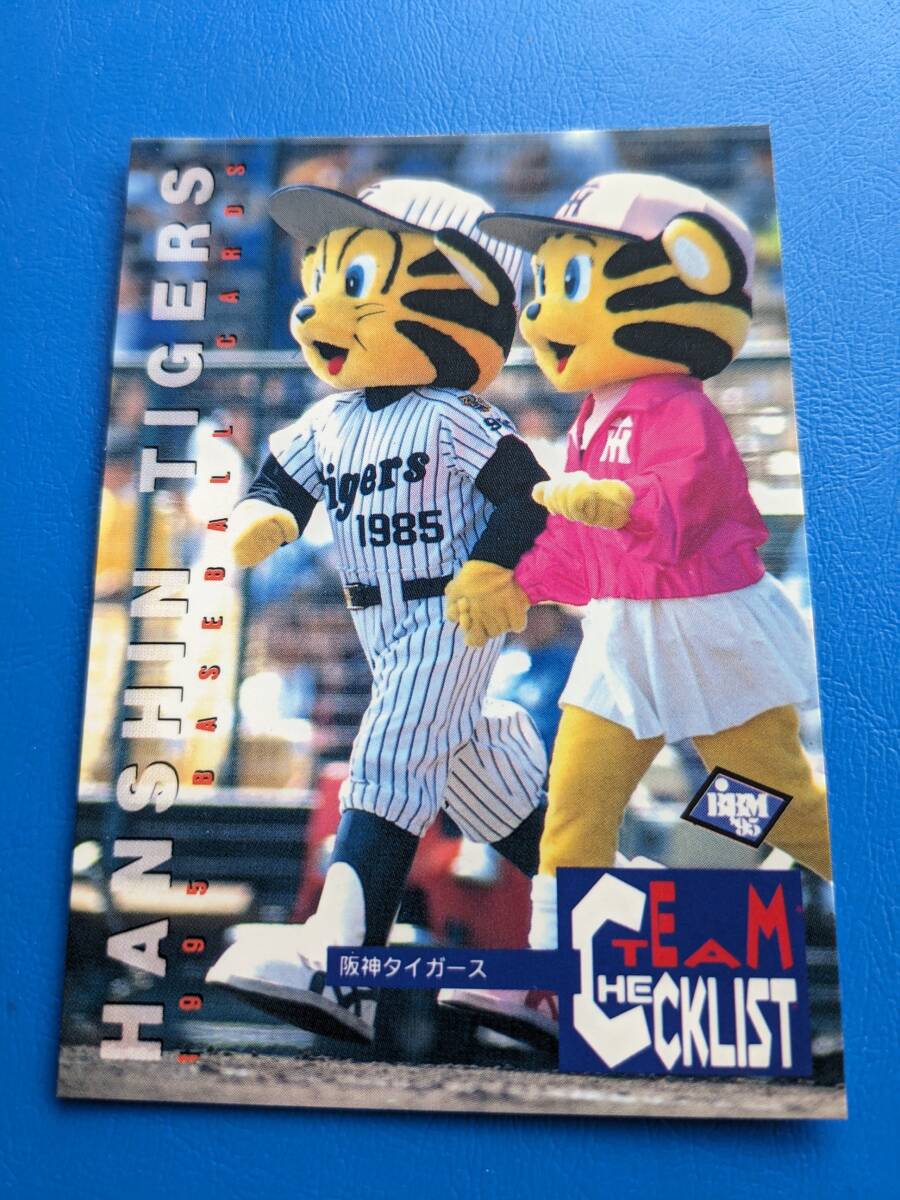 HANSHIN TIGERS
1995 BASEBALL CARDS
Tigers
1985
BBM
'95
阪神タイガース
TEAM
CHECKLIST